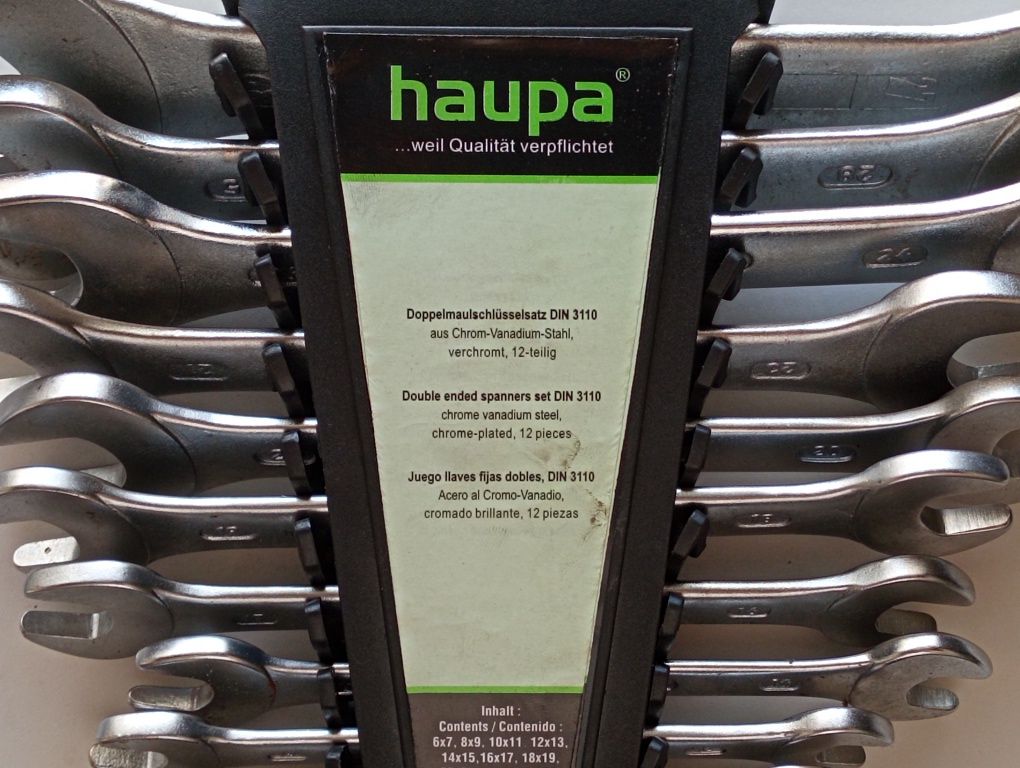 haupa®
...weil Qualität verpflichtet
Doppelmaulschlüsselsatz DIN 3110
aus Chrom-Vanadium-Stahl,
verchromt, 12-teilig
Double ended spanners set DIN 3110
chrome vanadium steel,
chrome-plated, 12 pieces
Juego llaves fijas dobles, DIN 3110
Acero al Cromo-Vanadio,
cromado brillante, 12 piezas
Inhalt :
Contents / Contenido :
6x7, 8x9, 10x11 12x13,
14x15,16x17, 18x19,
24